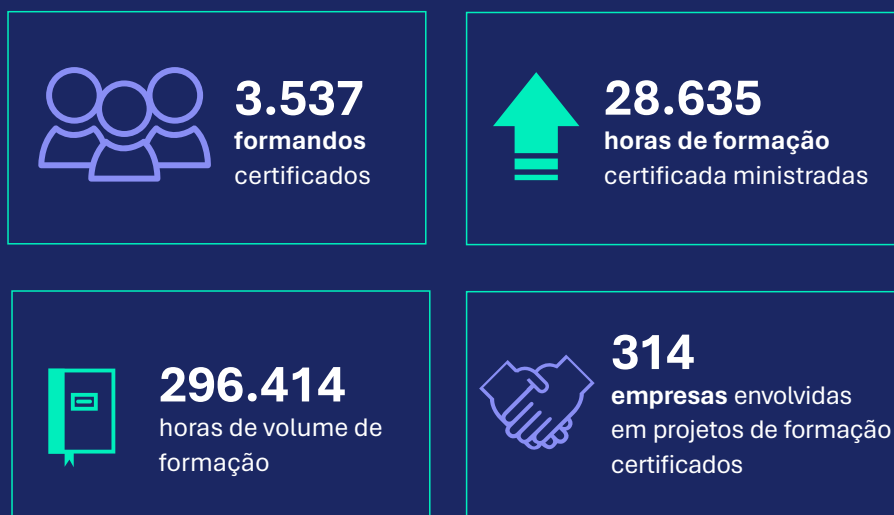 3.537
formandos
certificados
28.635
horas de formação
certificada ministradas
296.414
horas de volume de
formação
314
empresas envolvidas
em projetos de formação
certificados